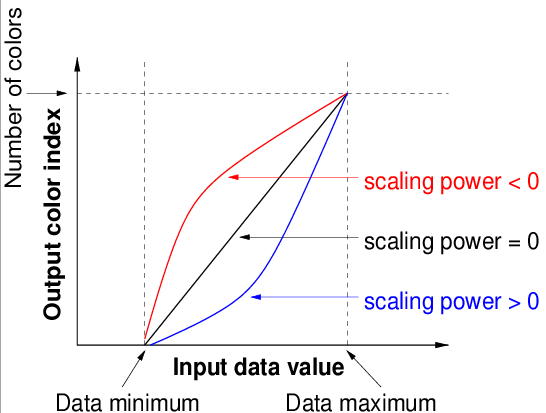 Number of colors
Output color index
scaling power < 0
scaling power = 0
scaling power > 0
Input data value
Data minimum
Data maximum